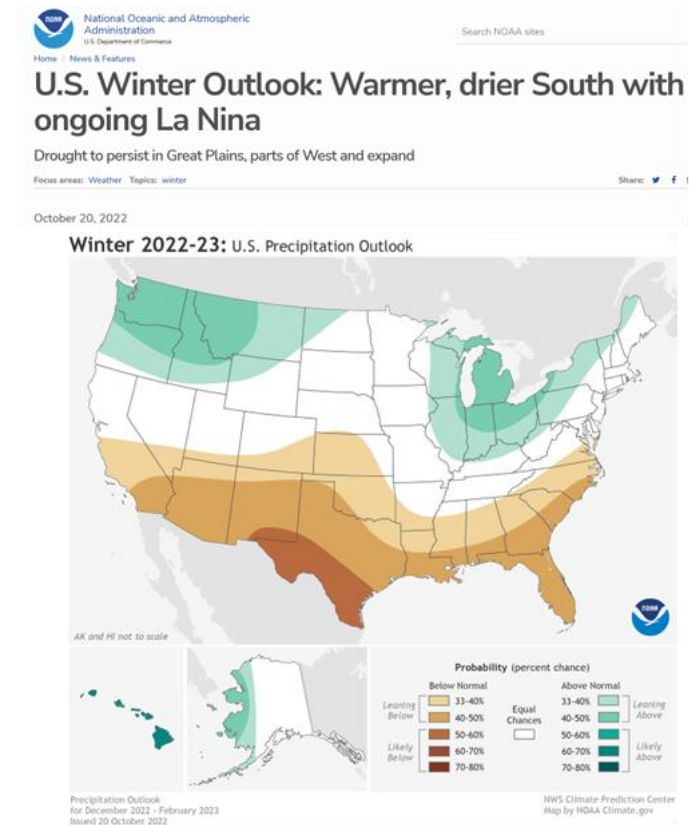 NOAA
National Oceanic and Atmospheric
Administration
U.S. Department of Commerce
Search NOAA sites
Home / News & Features
U.S. Winter Outlook: Warmer, drier South with
ongoing La Nina
Drought to persist in Great Plains, parts of West and expand
Focus areas: Weather Topics: winter
Share:
October 20, 2022
Winter 2022-23: U.S. Precipitation Outlook
NOAA
AK and HI not to scale
Probability (percent chance)
Below Normal
Above Normal
Leaning
Below
33-40%
40-50%
Likely
Below
50-60%
60-70%
70-80%
Equal
Chances
33-40%
40-50%
Leaning
Above
50-60%
60-70%
70-80%
Likely
Above
Precipitation Outlook
for December 2022 - February 2023
Issued 20 October 2022
NWS Climate Prediction Center
Map by NOAA Climate.gov